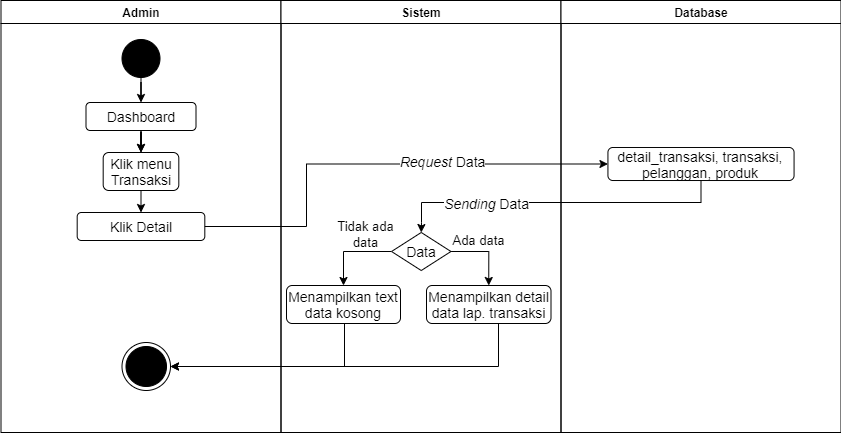 Admin
Sistem
Database
Dashboard
Klik menu
Transaksi
Klik Detail
Request Data
detail_transaksi, transaksi,
pelanggan, produk
Sending Data
Tidak ada
data
Data
Ada data
Menampilkan text
data kosong
Menampilkan detail
data lap. transaksi